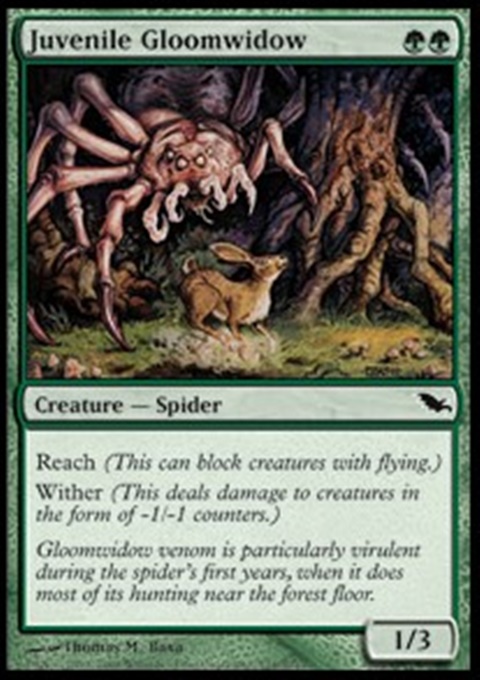 Juvenile Gloomwidow
Creature — Spider
Reach (This can block creatures with flying.)
Wither (This deals damage to creatures in
the form of -1/-1 counters.)
Gloomwidow venom is particularly virulent
during the spider's first years, when it does
most of its hunting near the forest floor.
1/3
Thomas M. Baxa